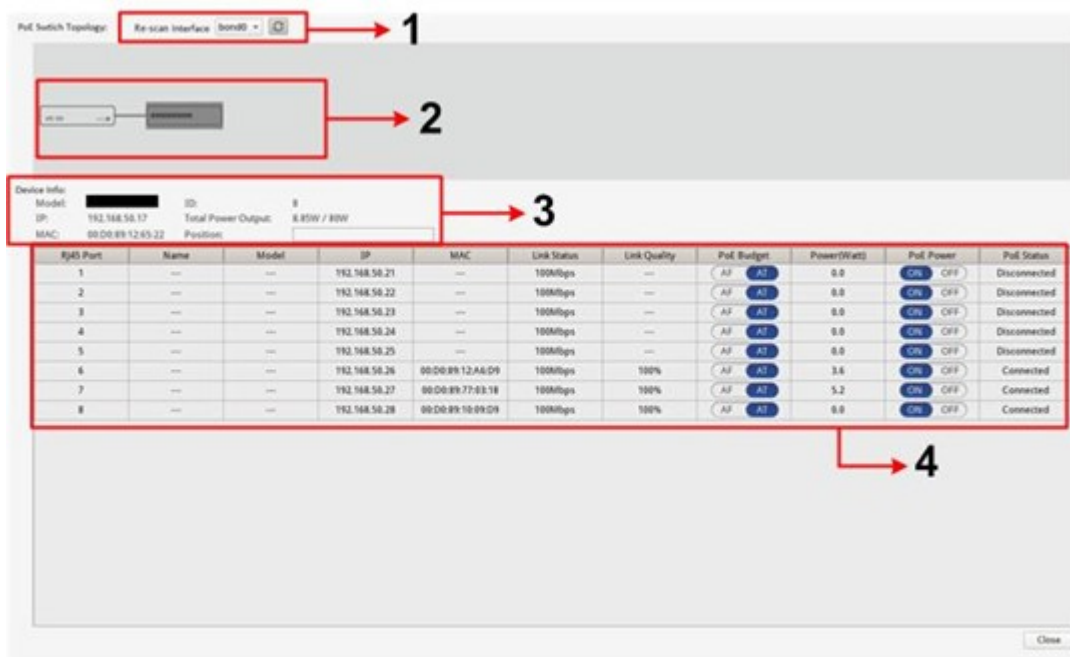 PoE Swtich Topology: Re-scan Interface bond0 1
2
Device Info:
Model: ID: 8
IP: 192.168.50.17 Total Power Output: 8.85W / 80W
MAC: 00:D0:89:12:65:22 Position:
3
RJ45 Port Name Model IP MAC Link Status Link Quality PoE Budget Power(Watt) PoE Power PoE Status
1 --- --- 192.168.50.21 --- 100Mbps --- AF AT 0.0 ON OFF Disconnected
2 --- --- 192.168.50.22 --- 100Mbps --- AF AT 0.0 ON OFF Disconnected
3 --- --- 192.168.50.23 --- 100Mbps --- AF AT 0.0 ON OFF Disconnected
4 --- --- 192.168.50.24 --- 100Mbps --- AF AT 0.0 ON OFF Disconnected
5 --- --- 192.168.50.25 --- 100Mbps --- AF AT 0.0 ON OFF Disconnected
6 --- --- 192.168.50.26 00:D0:89:12:A6:D9 100Mbps 100% AF AT 3.6 ON OFF Connected
7 --- --- 192.168.50.27 00:D0:89:77:03:18 100Mbps 100% AF AT 5.2 ON OFF Connected
8 --- --- 192.168.50.28 00:D0:89:10:09:D9 100Mbps 100% AF AT 0.0 ON OFF Connected
4
Close